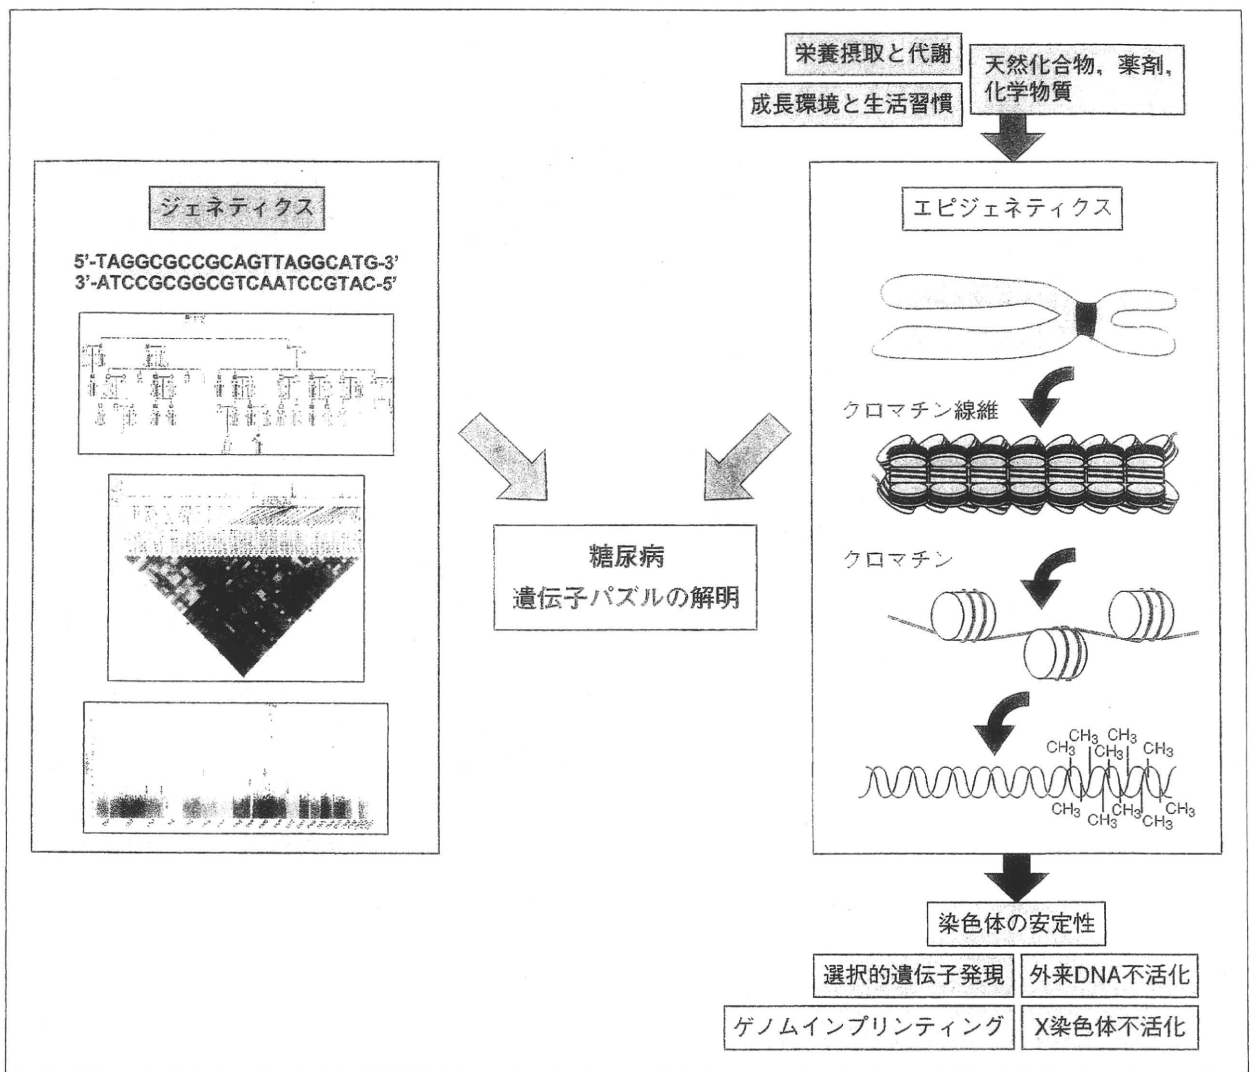 栄養摂取と代謝
成長環境と生活習慣
天然化合物，薬剤，
化学物質
ジェネティクス
5’-TAGGCGCCGCAGTTAGGCATG-3’
3’-ATCCGCGGCGTCAATCCGTAC-5’
糖尿病
遺伝子パズルの解明
エピジェネティクス
クロマチン線維
クロマチン
CH3
CH3
CH3
CH3
CH3
CH3
CH3
CH3
CH3
CH3
染色体の安定性
選択的遺伝子発現
外来DNA不活化
ゲノムインプリンティング
X染色体不活化